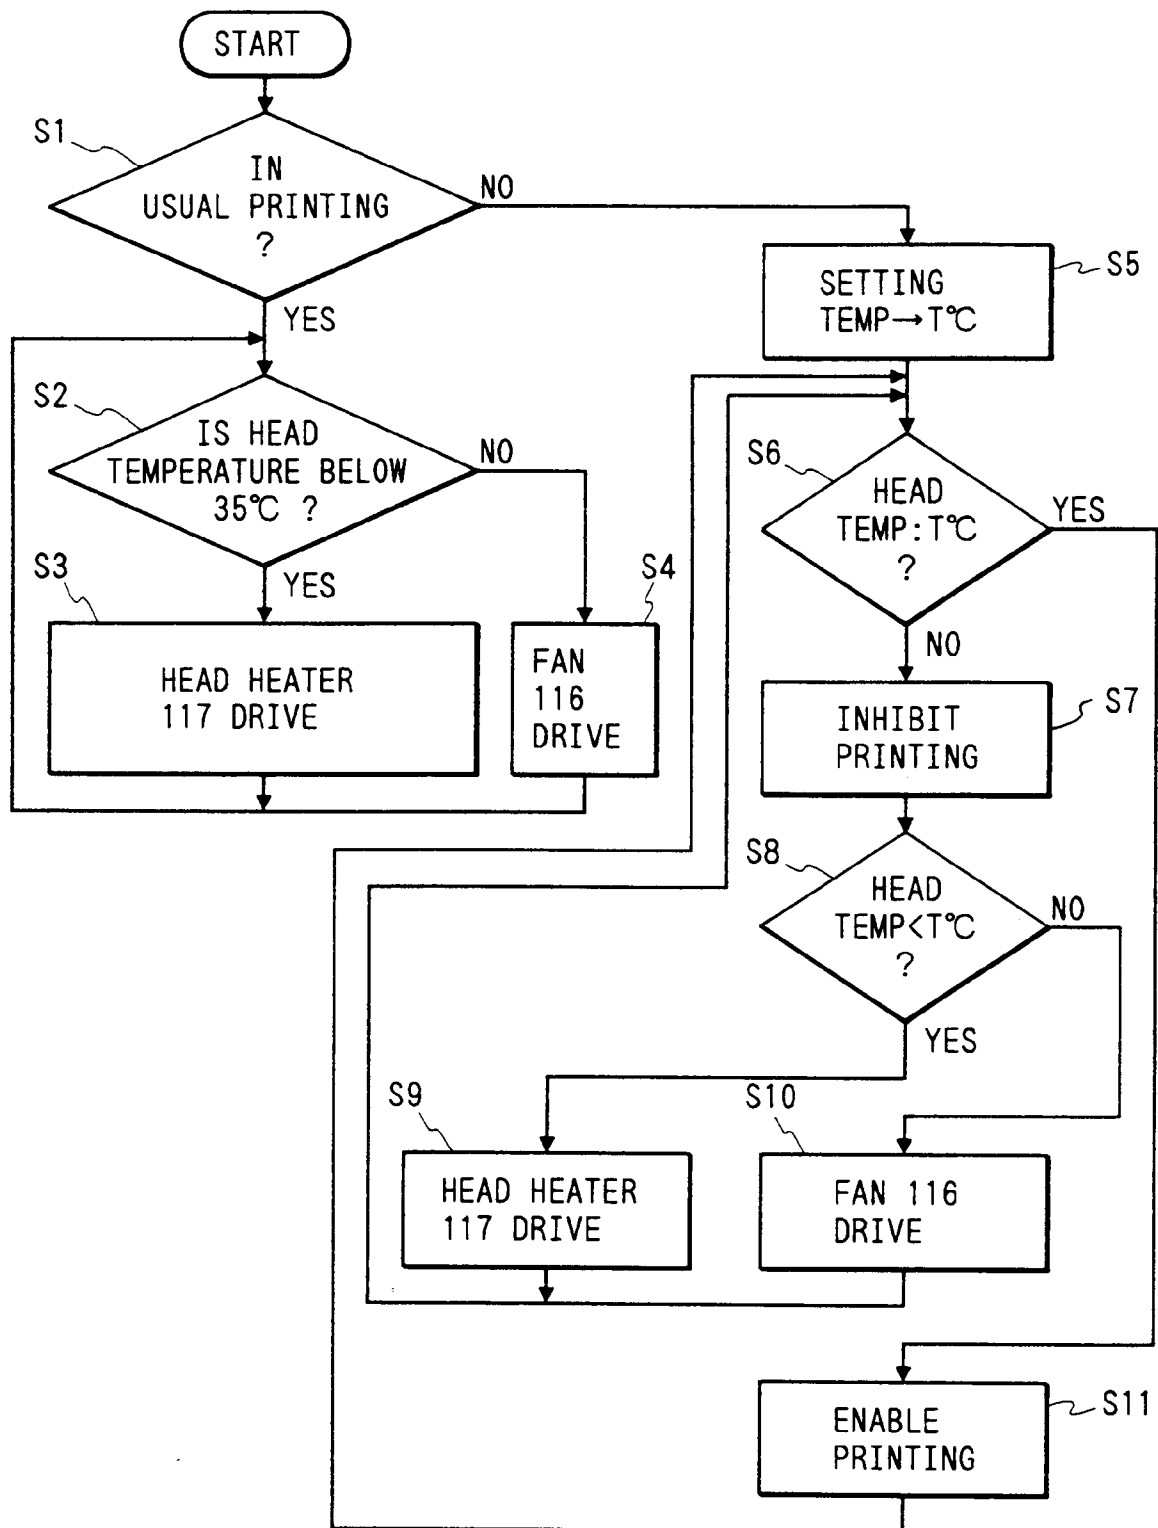 START
S1
IN
USUAL PRINTING
?
NO
YES
S5
SETTING
TEMP→T℃
S2
IS HEAD
TEMPERATURE BELOW
35℃ ?
NO
YES
S3
HEAD HEATER
117 DRIVE
S4
FAN
116
DRIVE
S6
HEAD
TEMP:T℃
?
YES
NO
S7
INHIBIT
PRINTING
S8
HEAD
TEMP<T℃
?
NO
YES
S9
HEAD HEATER
117 DRIVE
S10
FAN 116
DRIVE
S11
ENABLE
PRINTING